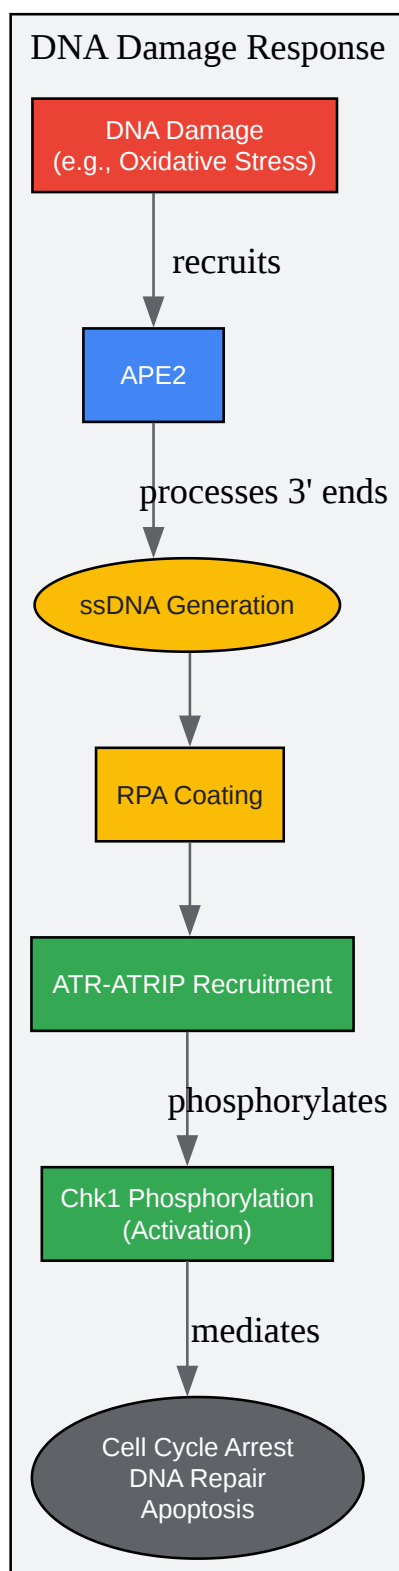 DNA Damage Response
DNA Damage
(e.g., Oxidative Stress)
recruits
APE2
processes 3' ends
ssDNA Generation
RPA Coating
ATR-ATRIP Recruitment
phosphorylates
Chk1 Phosphorylation
(Activation)
mediates
Cell Cycle Arrest
DNA Repair
Apoptosis